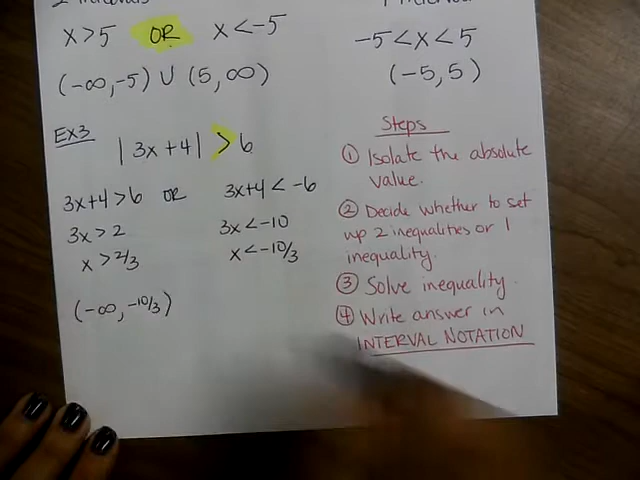 x > 5 OR x < -5
(-∞, -5) ∪ (5, ∞)
-5 < x < 5
(-5, 5)
Ex3
|3x + 4| > 6
3x+4 > 6 OR 3x+4 < -6
3x > 2 3x < -10
x > 2/3 x < -10/3
(-∞, -10/3)
Steps
① Isolate the absolute
value.
② Decide whether to set
up 2 inequalities or 1
inequality.
③ Solve inequality.
④ Write answer in
INTERVAL NOTATION